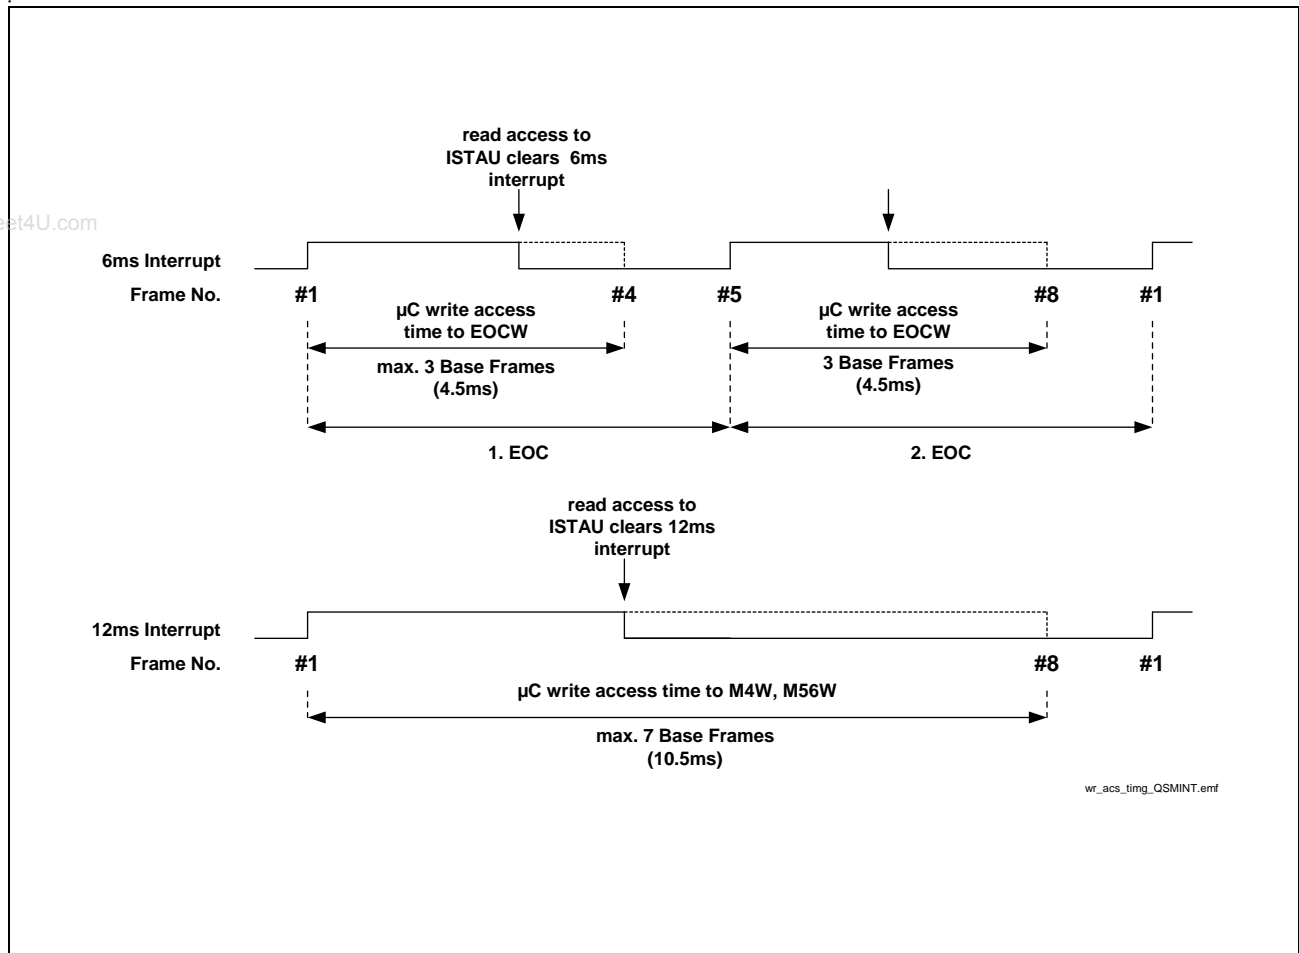 .
read access to
ISTAU clears  6ms
interrupt
eet4U.com
6ms Interrupt
Frame No. #1 #4 #5 #8 #1
µC write access
time to EOCW
max. 3 Base Frames
(4.5ms)
µC write access
time to EOCW
3 Base Frames
(4.5ms)
1. EOC 2. EOC
read access to
ISTAU clears 12ms
interrupt
12ms Interrupt
Frame No. #1 #8 #1
µC write access time to M4W, M56W
max. 7 Base Frames
(10.5ms)
wr_acs_timg_QSMINT.emf